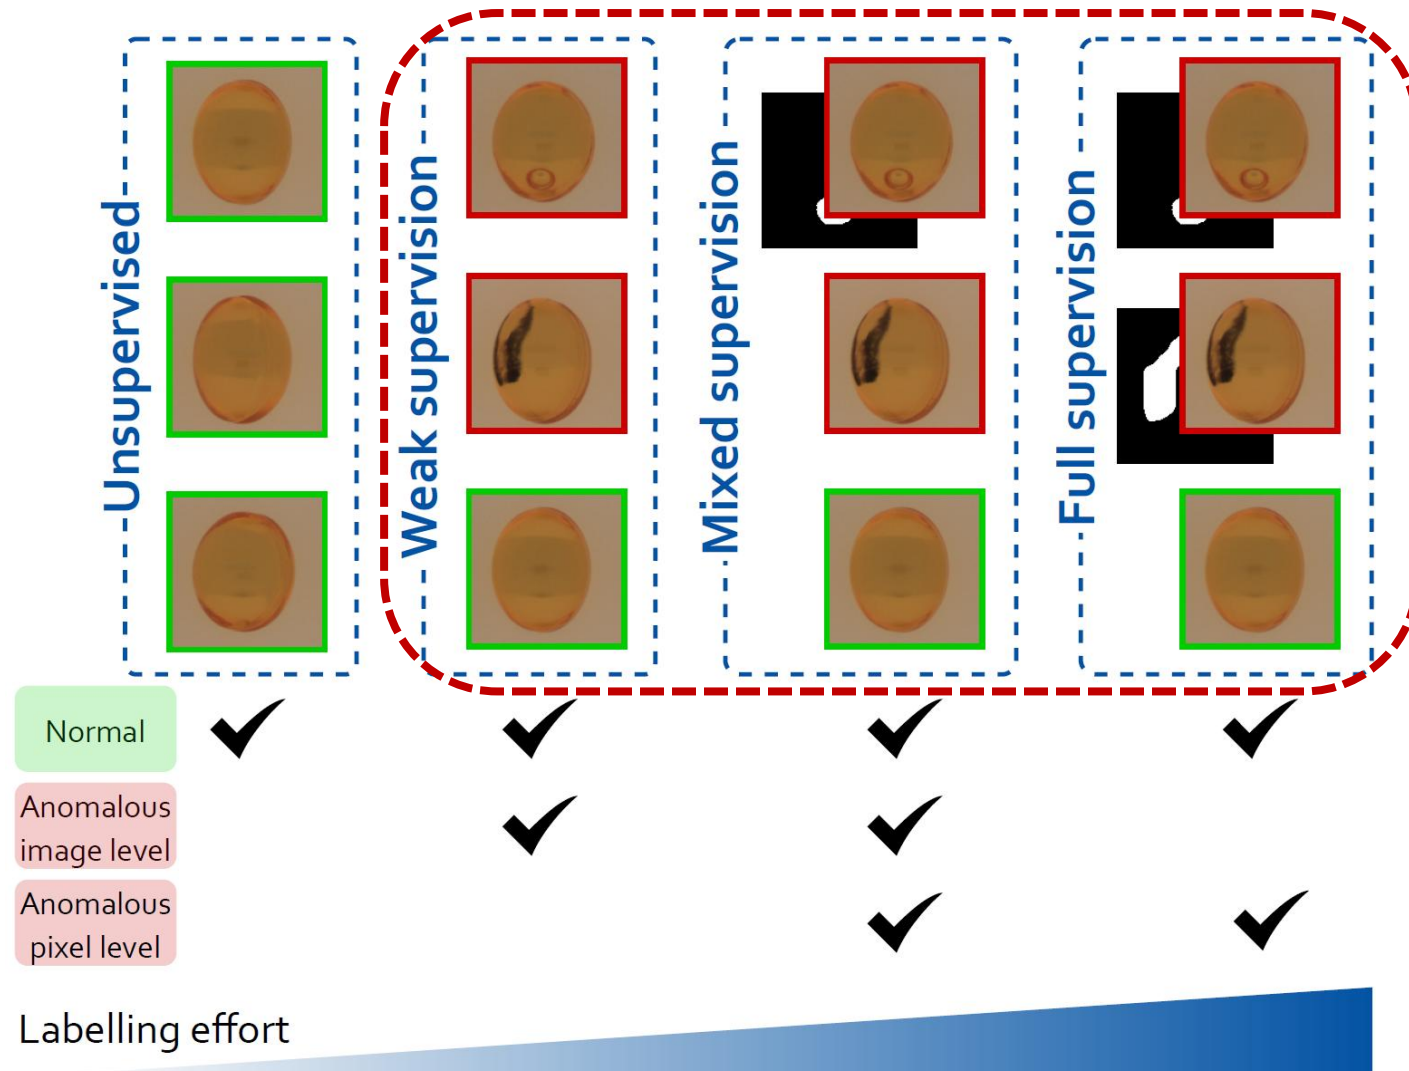 Unsupervised
Weak supervision
Mixed supervision
Full supervision
Normal
Anomalous
image level
Anomalous
pixel level
Labelling effort